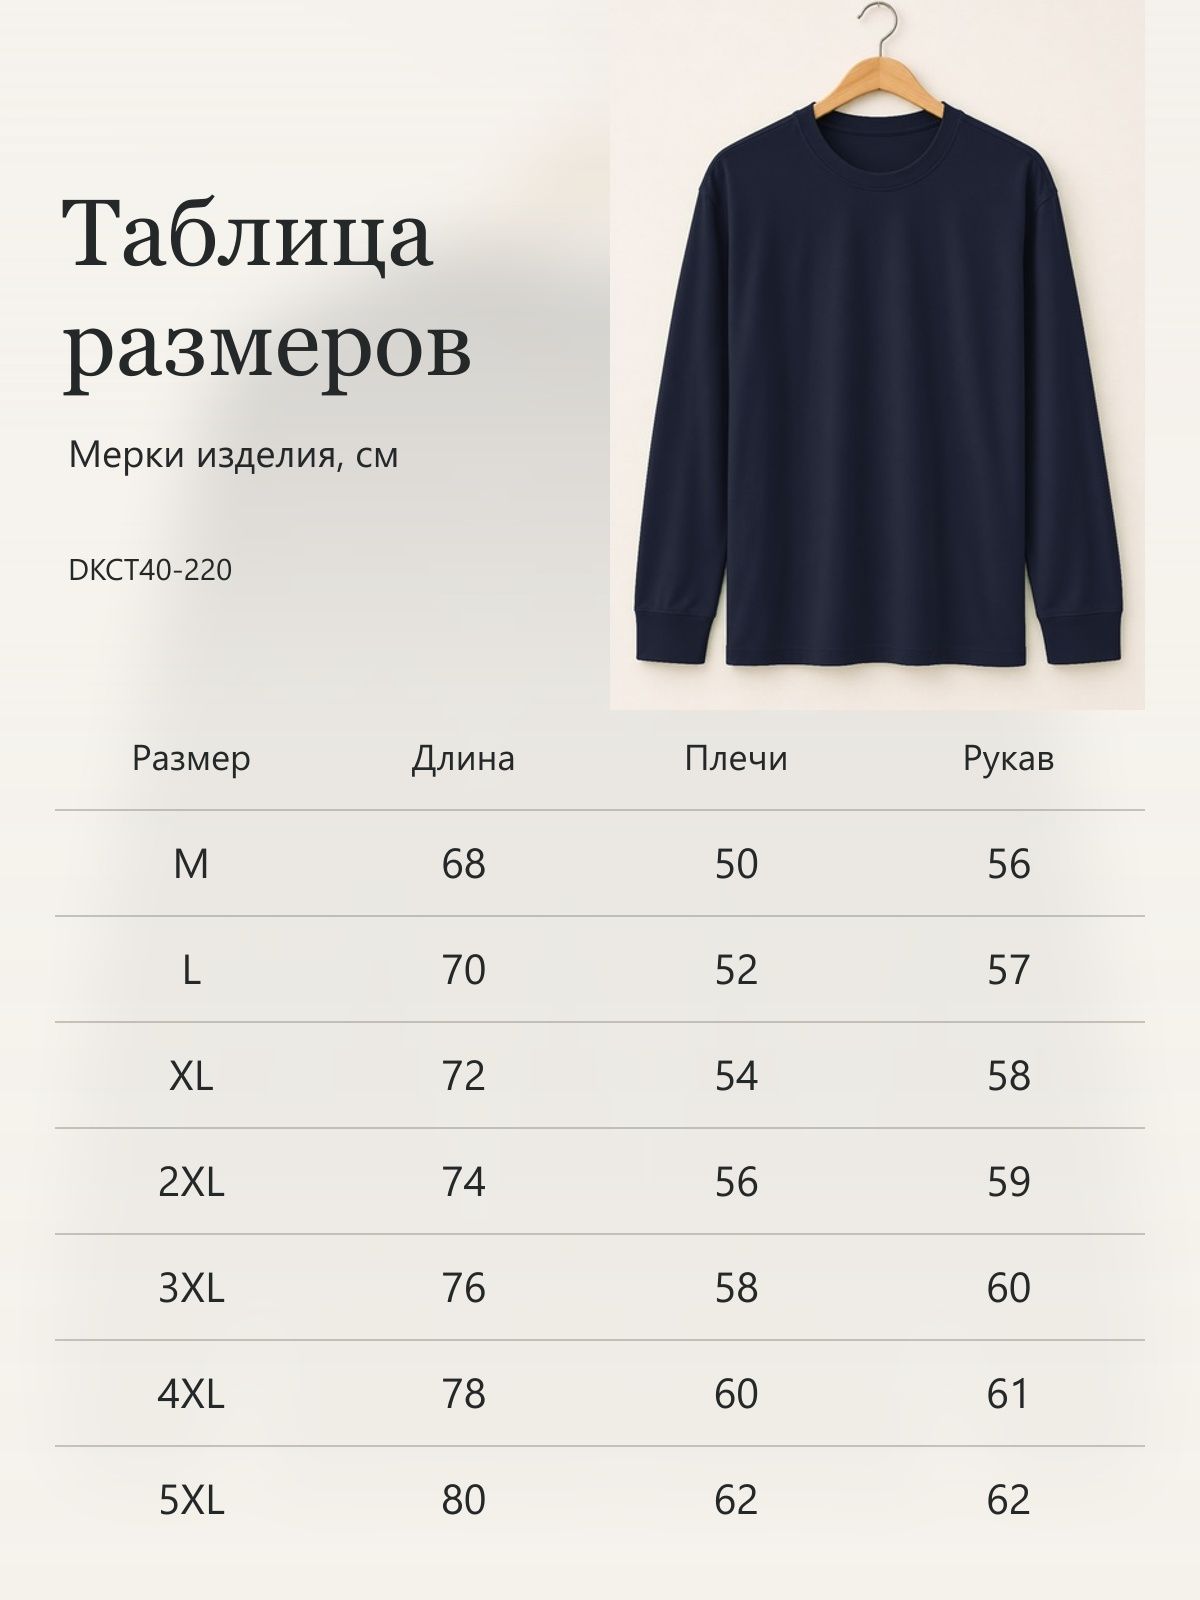 Таблица
размеров
Мерки изделия, см
DKCT40-220
Размер Длина Плечи Рукав
M 68 50 56
L 70 52 57
XL 72 54 58
2XL 74 56 59
3XL 76 58 60
4XL 78 60 61
5XL 80 62 62